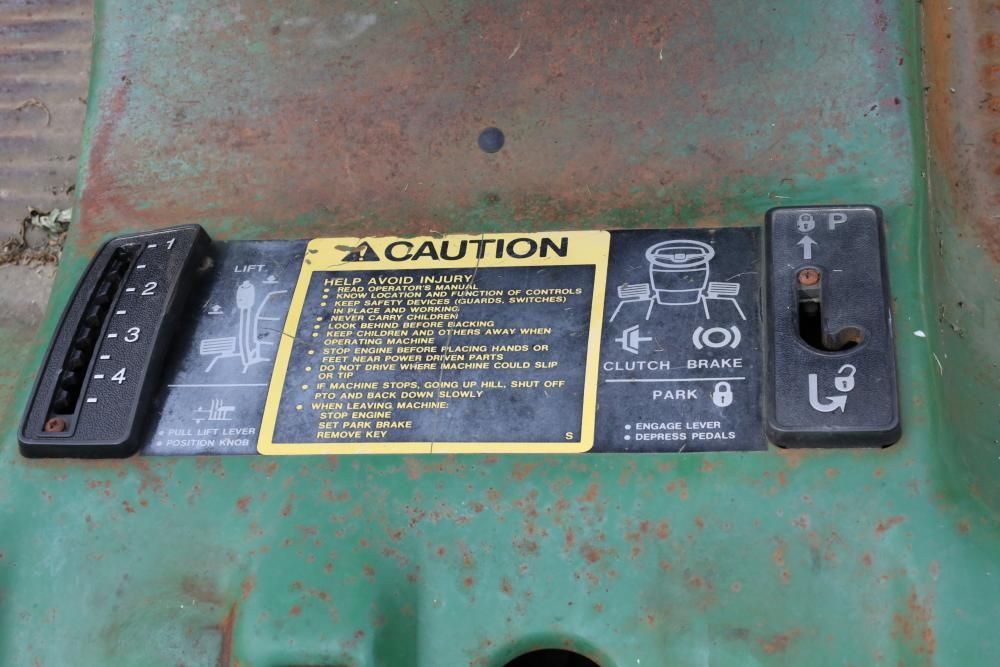 1
2
3
4
LIFT
• PULL LIFT LEVER
• POSITION KNOB
CAUTION
HELP AVOID INJURY
• READ OPERATOR'S MANUAL
• KNOW LOCATION AND FUNCTION OF CONTROLS
• KEEP SAFETY DEVICES (GUARDS, SWITCHES)
IN PLACE AND WORKING
• NEVER CARRY CHILDREN
• LOOK BEHIND BEFORE BACKING
• KEEP CHILDREN AND OTHERS AWAY WHEN
OPERATING MACHINE
• STOP ENGINE BEFORE PLACING HANDS OR
FEET NEAR POWER DRIVEN PARTS
• DO NOT DRIVE WHERE MACHINE COULD SLIP
OR TIP
• IF MACHINE STOPS, GOING UP HILL, SHUT OFF
PTO AND BACK DOWN SLOWLY
• WHEN LEAVING MACHINE:
STOP ENGINE
SET PARK BRAKE
REMOVE KEY
S
CLUTCH BRAKE
PARK
• ENGAGE LEVER
• DEPRESS PEDALS
P